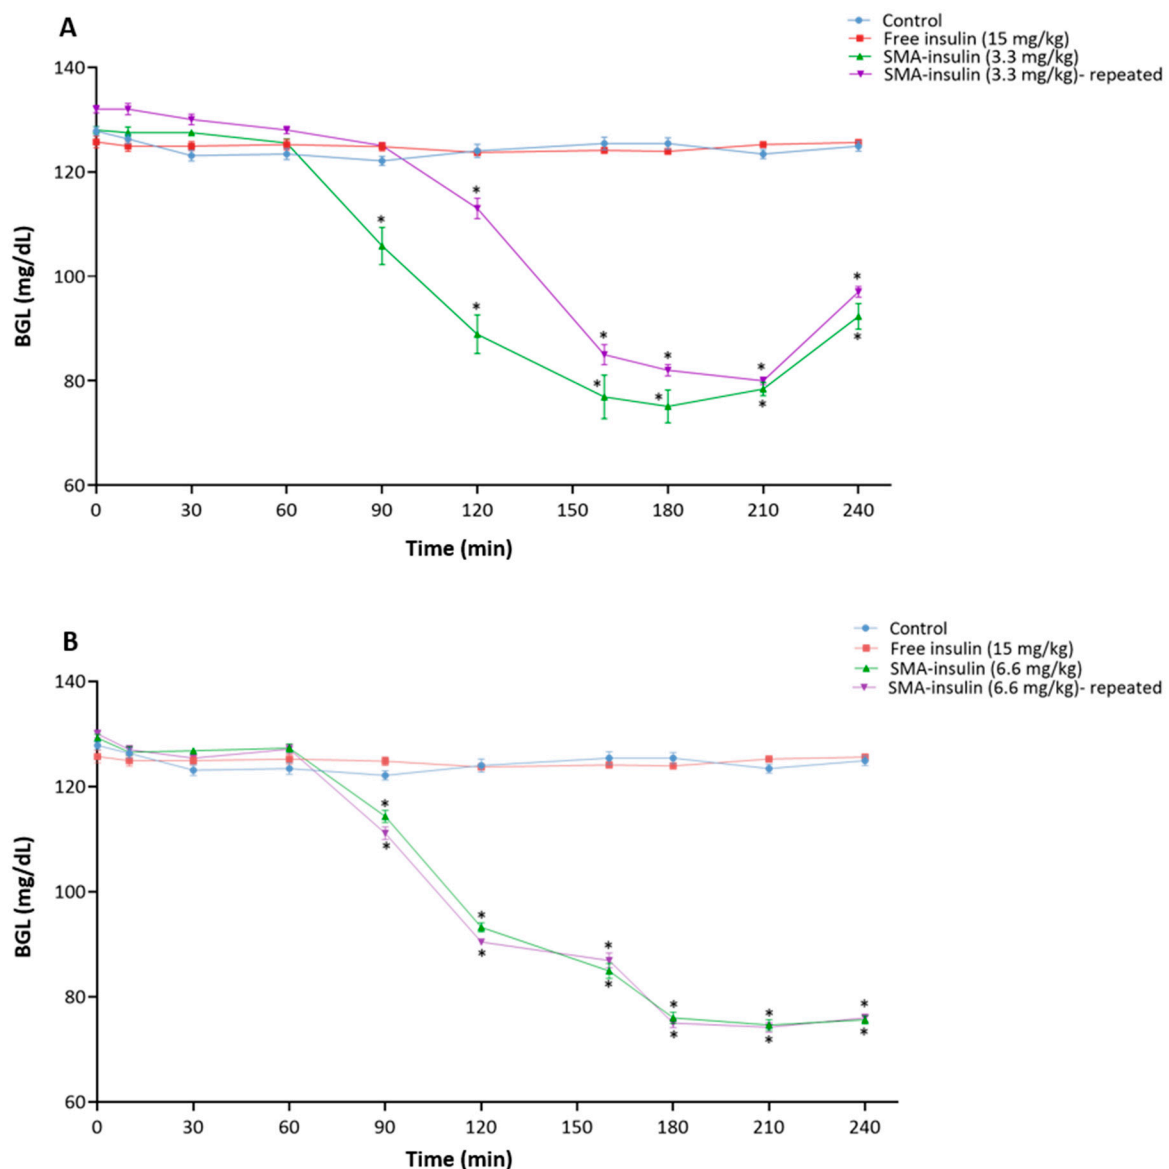 A
Control
Free insulin (15 mg/kg)
SMA-insulin (3.3 mg/kg)
SMA-insulin (3.3 mg/kg)- repeated
140
120
100
80
60
BGL (mg/dL)
* * * * * *
* * * * *
0 30 60 90 120 150 180 210 240
Time (min)
B
Control
Free insulin (15 mg/kg)
SMA-insulin (6.6 mg/kg)
SMA-insulin (6.6 mg/kg)- repeated
140
120
100
80
60
BGL (mg/dL)
* * * * * *
* * * * * *
0 30 60 90 120 150 180 210 240
Time (min)